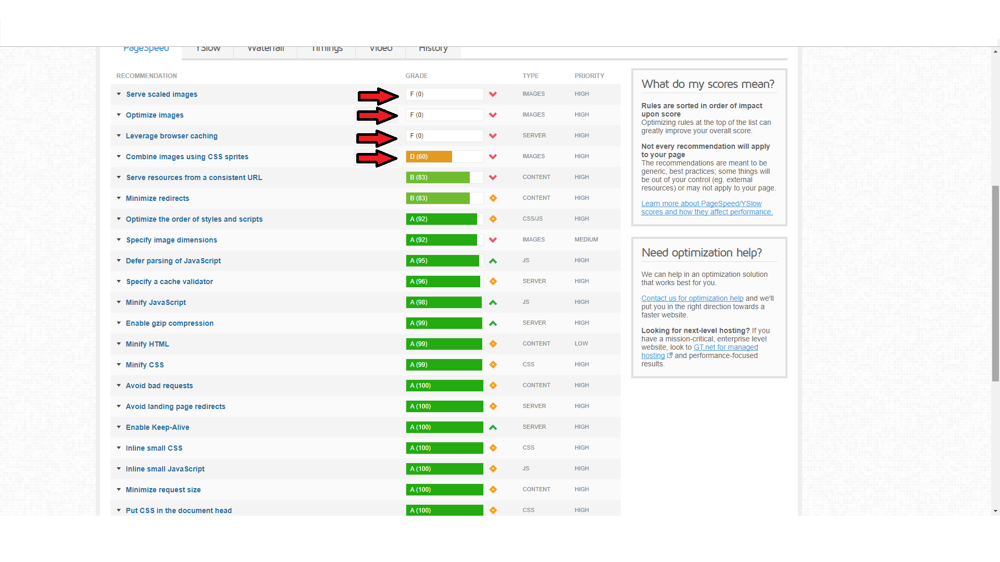 PageSpeed YSlow Waterfall Timings Video History
RECOMMENDATION GRADE TYPE PRIORITY
Serve scaled images F (0) IMAGES HIGH
Optimize images F (0) IMAGES HIGH
Leverage browser caching F (0) SERVER HIGH
Combine images using CSS sprites D (60) IMAGES HIGH
Serve resources from a consistent URL B (83) CONTENT HIGH
Minimize redirects B (83) CONTENT HIGH
Optimize the order of styles and scripts A (92) CSS/JS HIGH
Specify image dimensions A (92) IMAGES MEDIUM
Defer parsing of JavaScript A (95) JS HIGH
Specify a cache validator A (96) SERVER HIGH
Minify JavaScript A (98) JS HIGH
Enable gzip compression A (99) SERVER HIGH
Minify HTML A (99) CONTENT LOW
Minify CSS A (99) CSS HIGH
Avoid bad requests A (100) CONTENT HIGH
Avoid landing page redirects A (100) SERVER HIGH
Enable Keep-Alive A (100) SERVER HIGH
Inline small CSS A (100) CSS HIGH
Inline small JavaScript A (100) JS HIGH
Minimize request size A (100) CONTENT HIGH
Put CSS in the document head A (100) CSS HIGH
What do my scores mean?
Rules are sorted in order of impact
upon score
Optimizing rules at the top of the list can
greatly improve your overall score.
Not every recommendation will apply
to your page
The recommendations are meant to be
generic, best practices; some things will
be out of your control (eg. external
resources) or may not apply to your page.
Learn more about PageSpeed/YSlow
scores and how they affect performance.
Need optimization help?
We can help in an optimization solution
that works best for you.
Contact us for optimization help and we'll
put you in the right direction towards a
faster website.
Looking for next-level hosting? If you
have a mission-critical, enterprise level
website, look to GT.net for managed
hosting and performance-focused
results.